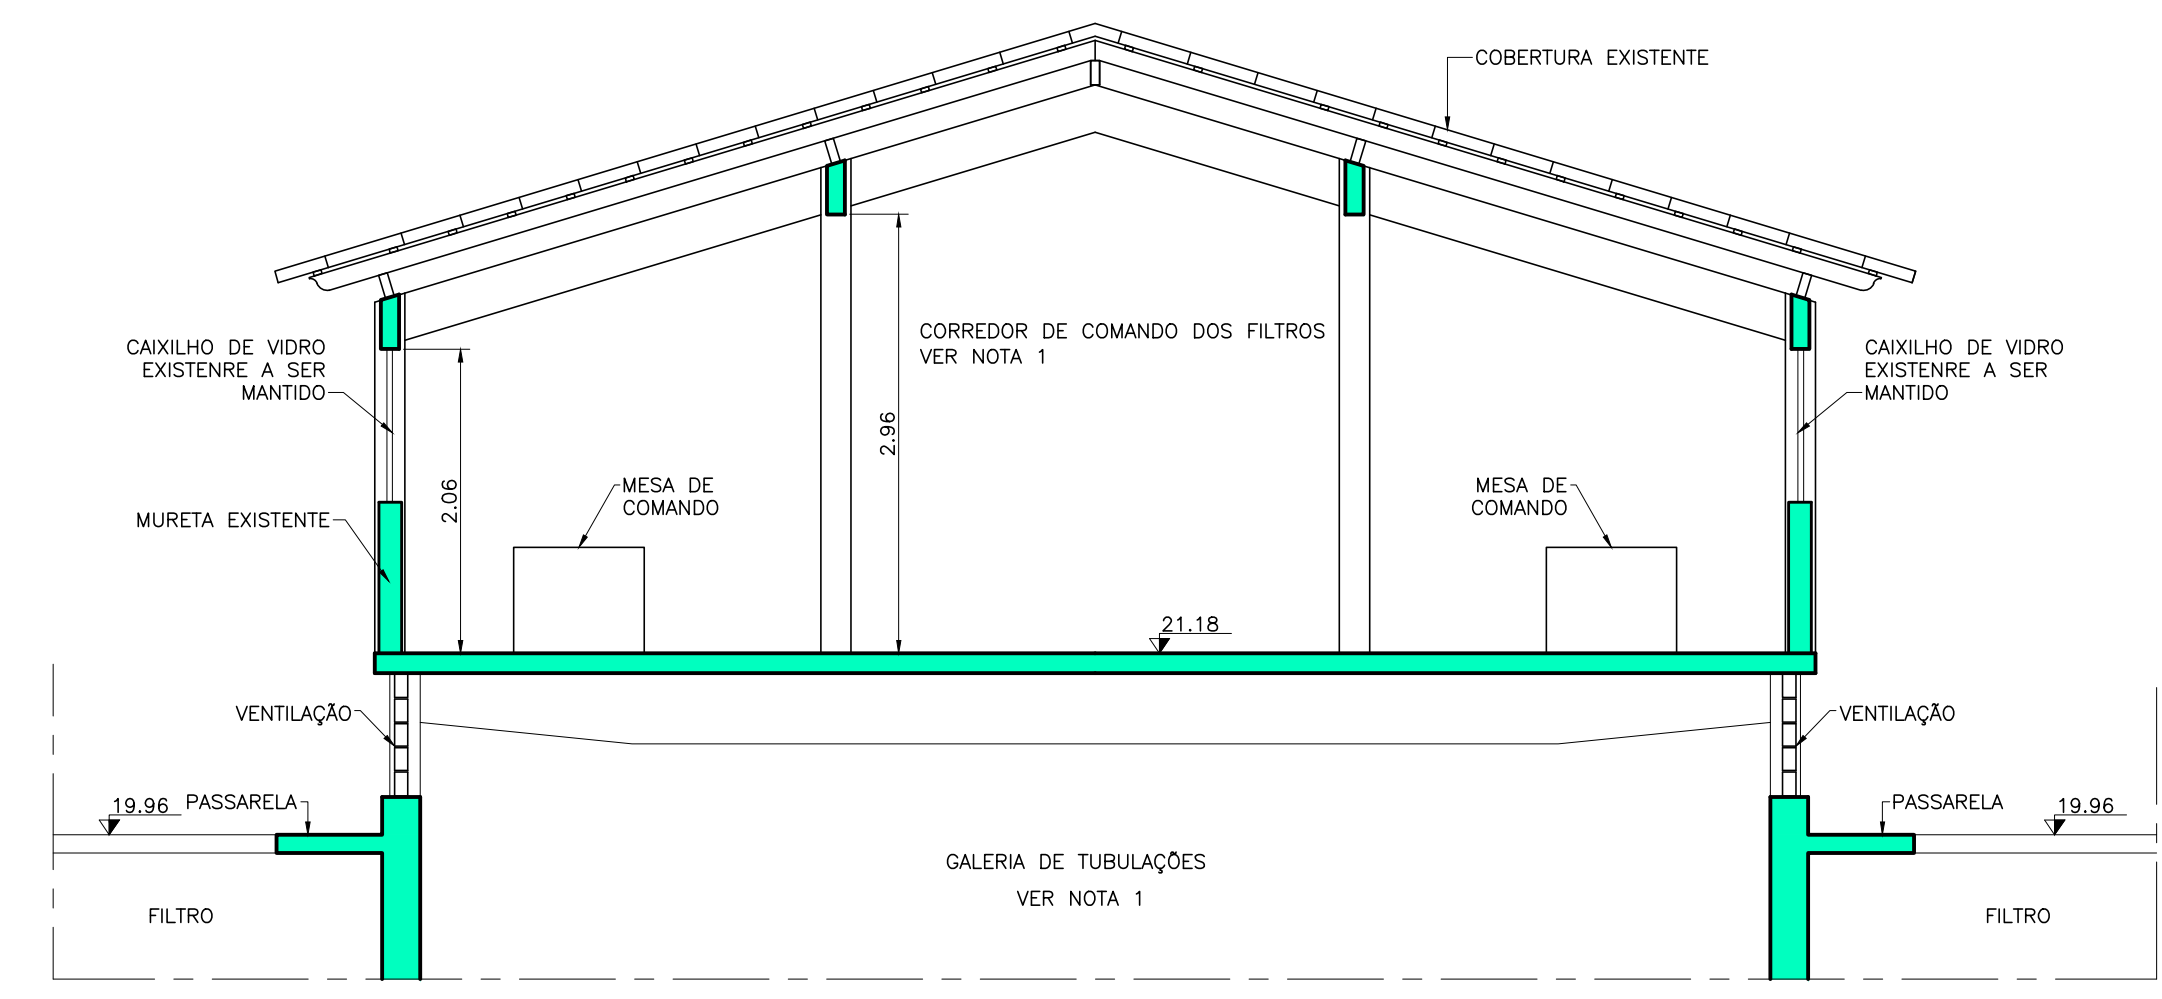 COBERTURA EXISTENTE
CAIXILHO DE VIDRO
EXISTENRE A SER
MANTIDO
CORREDOR DE COMANDO DOS FILTROS
VER NOTA 1
CAIXILHO DE VIDRO
EXISTENRE A SER
MANTIDO
2.96
2.06
MESA DE
COMANDO
MESA DE
COMANDO
MURETA EXISTENTE
21.18
VENTILAÇÃO
VENTILAÇÃO
19.96
PASSARELA
PASSARELA
19.96
GALERIA DE TUBULAÇÕES
VER NOTA 1
FILTRO
FILTRO